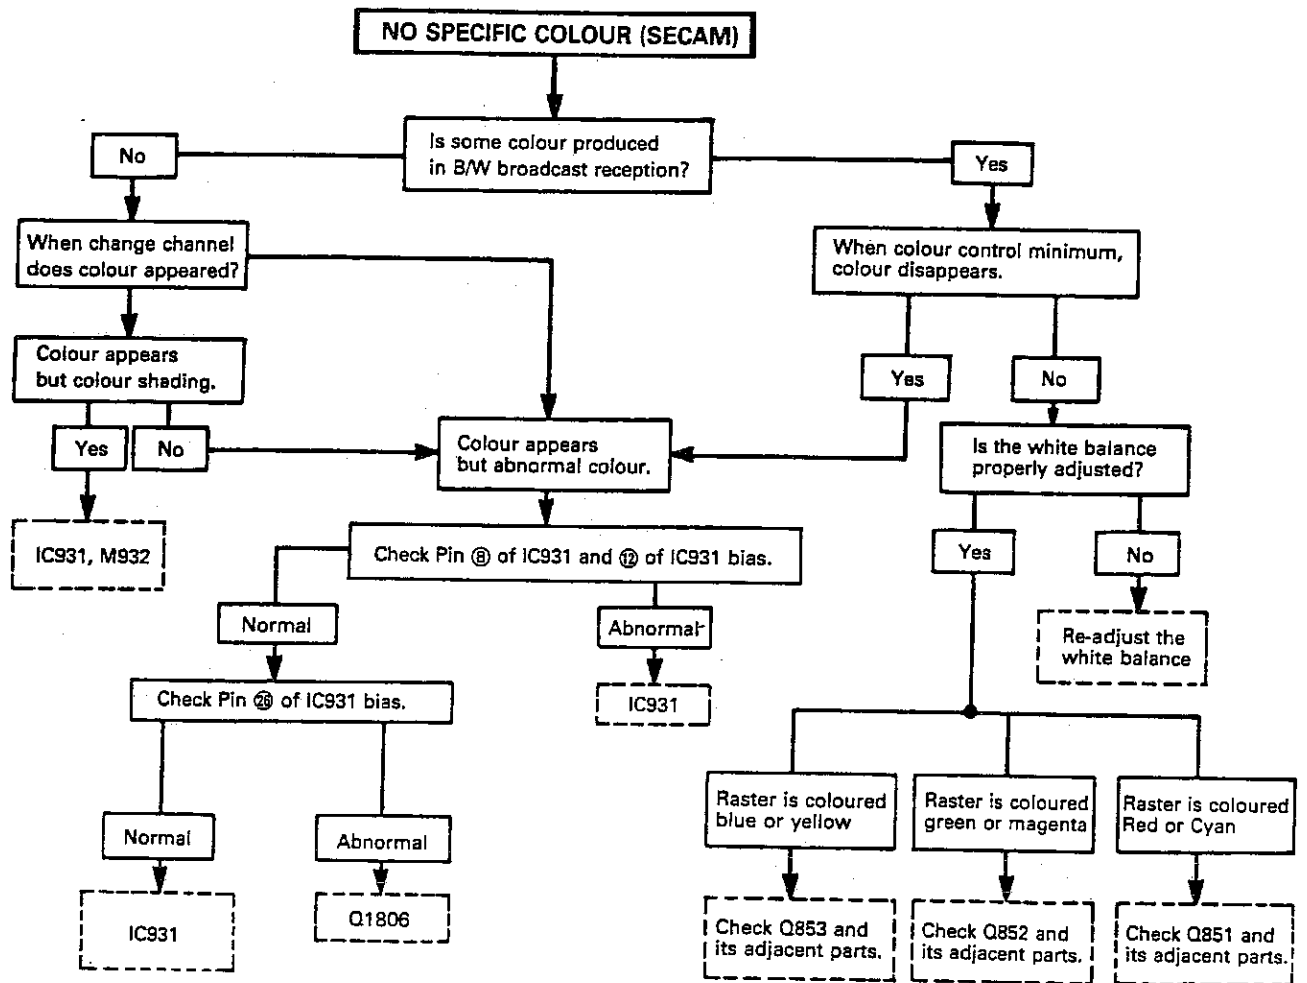 NO SPECIFIC COLOUR (SECAM)
Is some colour produced
in B/W broadcast reception?
No
Yes
When change channel
does colour appeared?
When colour control minimum,
colour disappears.
Colour appears
but colour shading.
Yes
No
Yes
No
Colour appears
but abnormal colour.
Is the white balance
properly adjusted?
IC931, M932
Check Pin ⑧ of IC931 and ⑫ of IC931 bias.
Yes
No
Normal
Abnormal
Re-adjust the
white balance
Check Pin ㉖ of IC931 bias.
IC931
Raster is coloured
blue or yellow
Raster is coloured
green or magenta
Raster is coloured
Red or Cyan
Normal
Abnormal
IC931
Q1806
Check Q853 and
its adjacent parts.
Check Q852 and
its adjacent parts.
Check Q851 and
its adjacent parts.